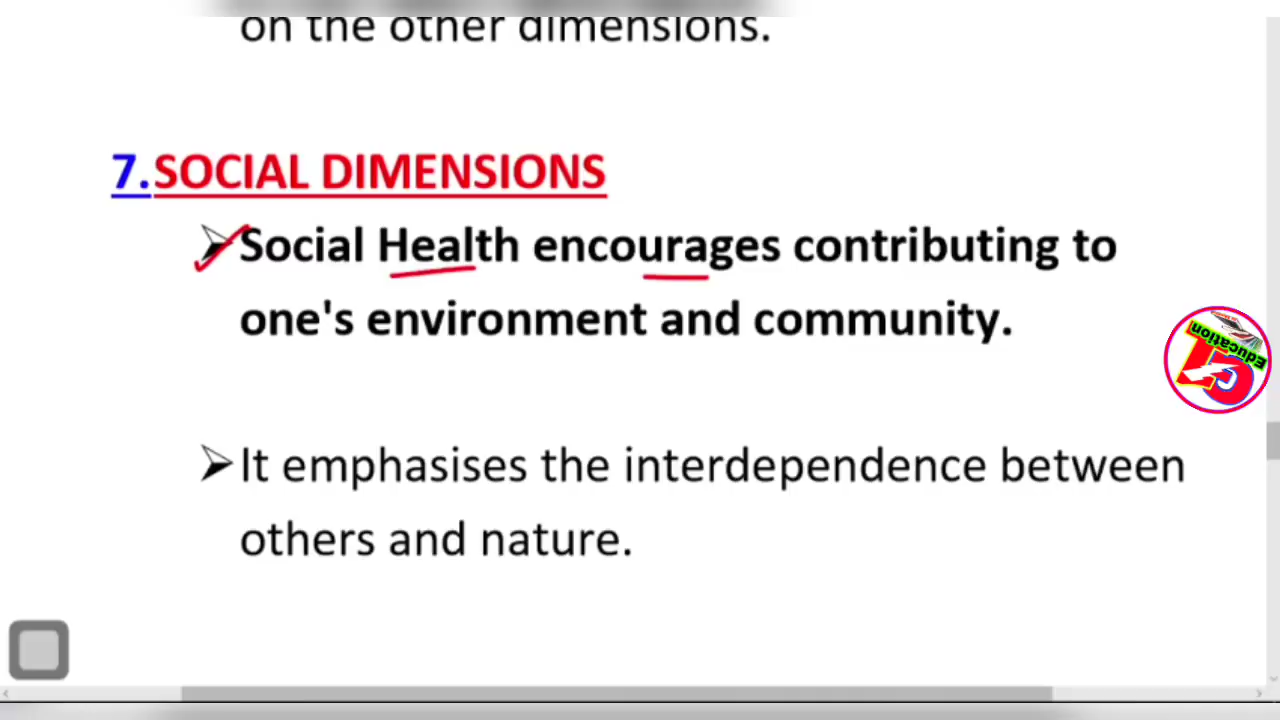 on the other dimensions.
7.SOCIAL DIMENSIONS
➢Social Health encourages contributing to
one's environment and community.
➢It emphasises the interdependence between
others and nature.
Education